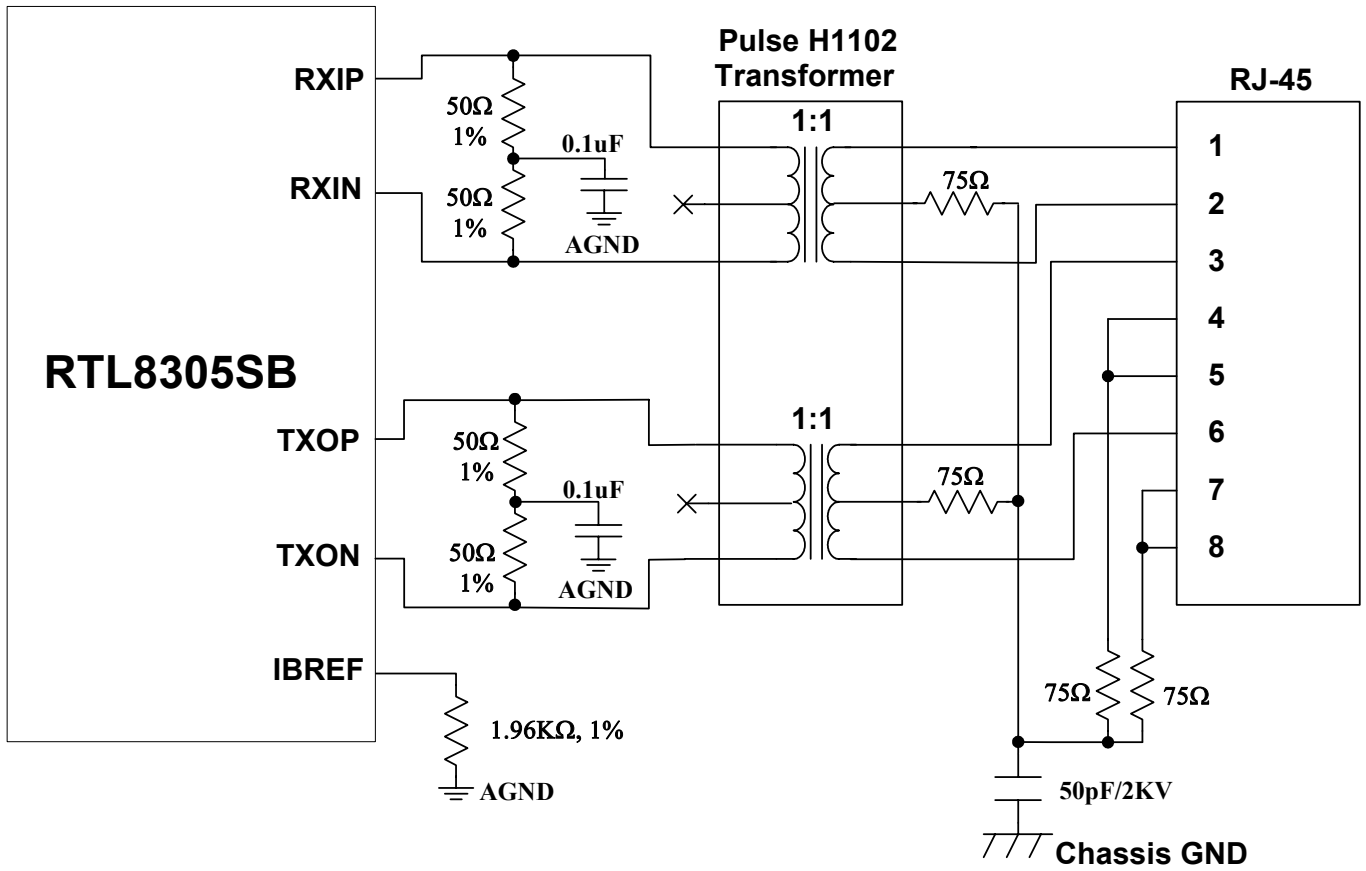 Pulse H1102
Transformer
RJ-45
RXIP
50Ω
1%
0.1uF
1:1
1
RXIN
50Ω
1%
AGND
75Ω
2
3
4
RTL8305SB
5
TXOP
50Ω
1%
0.1uF
1:1
6
75Ω
7
TXON
50Ω
1%
AGND
8
IBREF
1.96KΩ, 1%
AGND
75Ω
75Ω
50pF/2KV
Chassis GND